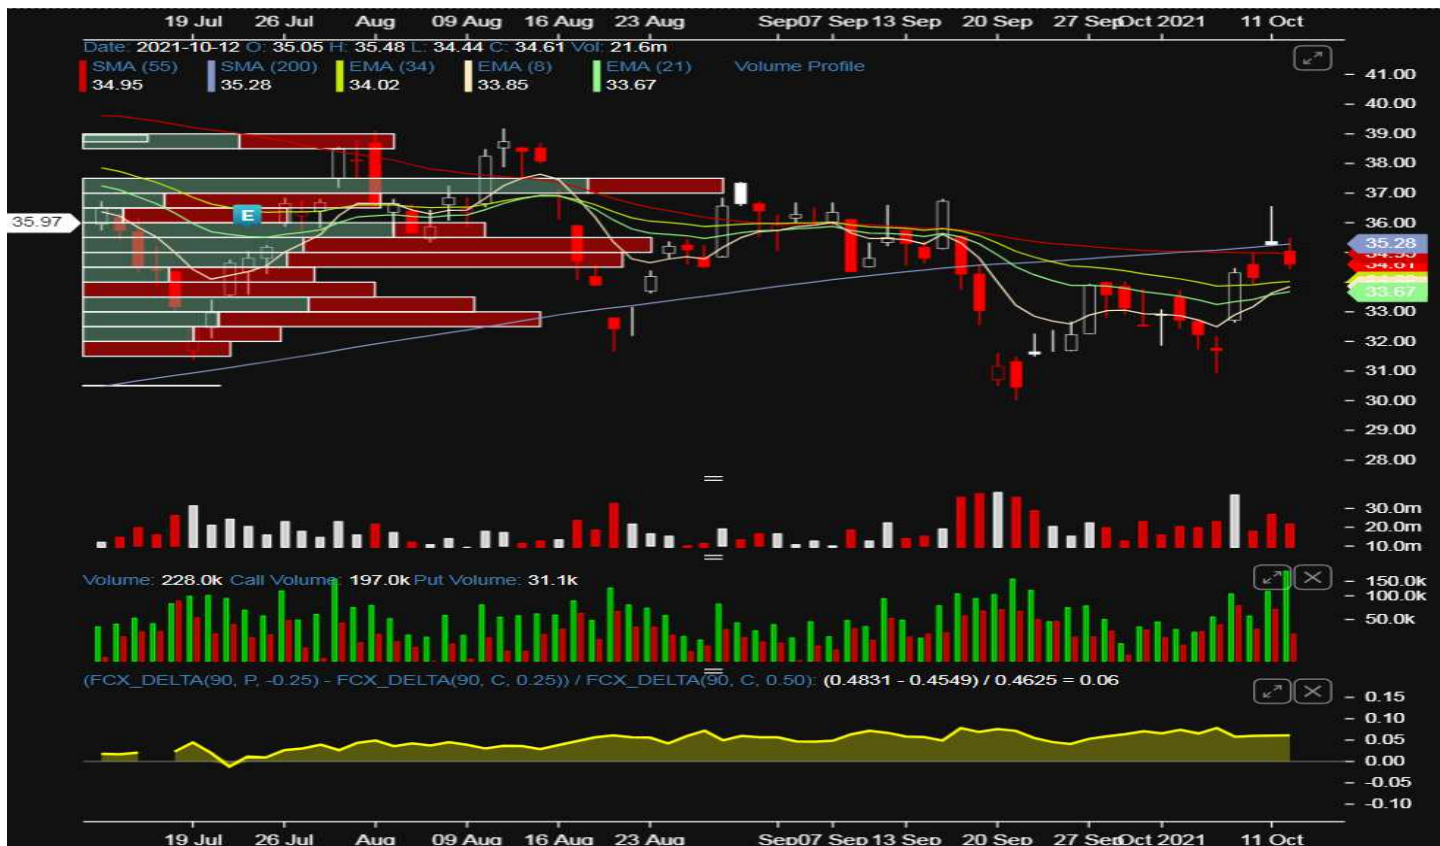 19 Jul 26 Jul Aug 09 Aug 16 Aug 23 Aug Sep07 Sep 13 Sep 20 Sep 27 SepOct 2021 11 Oct
Date: 2021-10-12 O: 35.05 H: 35.48 L: 34.44 C: 34.61 Vol: 21.6m
SMA (55) SMA (200) EMA (34) EMA (8) EMA (21) Volume Profile
34.95 35.28 34.02 33.85 33.67
41.00
40.00
39.00
38.00
37.00
E
35.97
36.00
35.28
34.61
33.67
33.00
32.00
31.00
30.00
29.00
28.00
30.0m
20.0m
10.0m
Volume: 228.0k Call Volume: 197.0k Put Volume: 31.1k
150.0k
100.0k
50.0k
(FCX_DELTA(90, P, -0.25) - FCX_DELTA(90, C, 0.25)) / FCX_DELTA(90, C, 0.50): (0.4831 - 0.4549) / 0.4625 = 0.06
0.15
0.10
0.05
0.00
-0.05
-0.10
19 Jul 26 Jul Aug 09 Aug 16 Aug 23 Aug Sep07 Sep 13 Sep 20 Sep 27 SepOct 2021 11 Oct